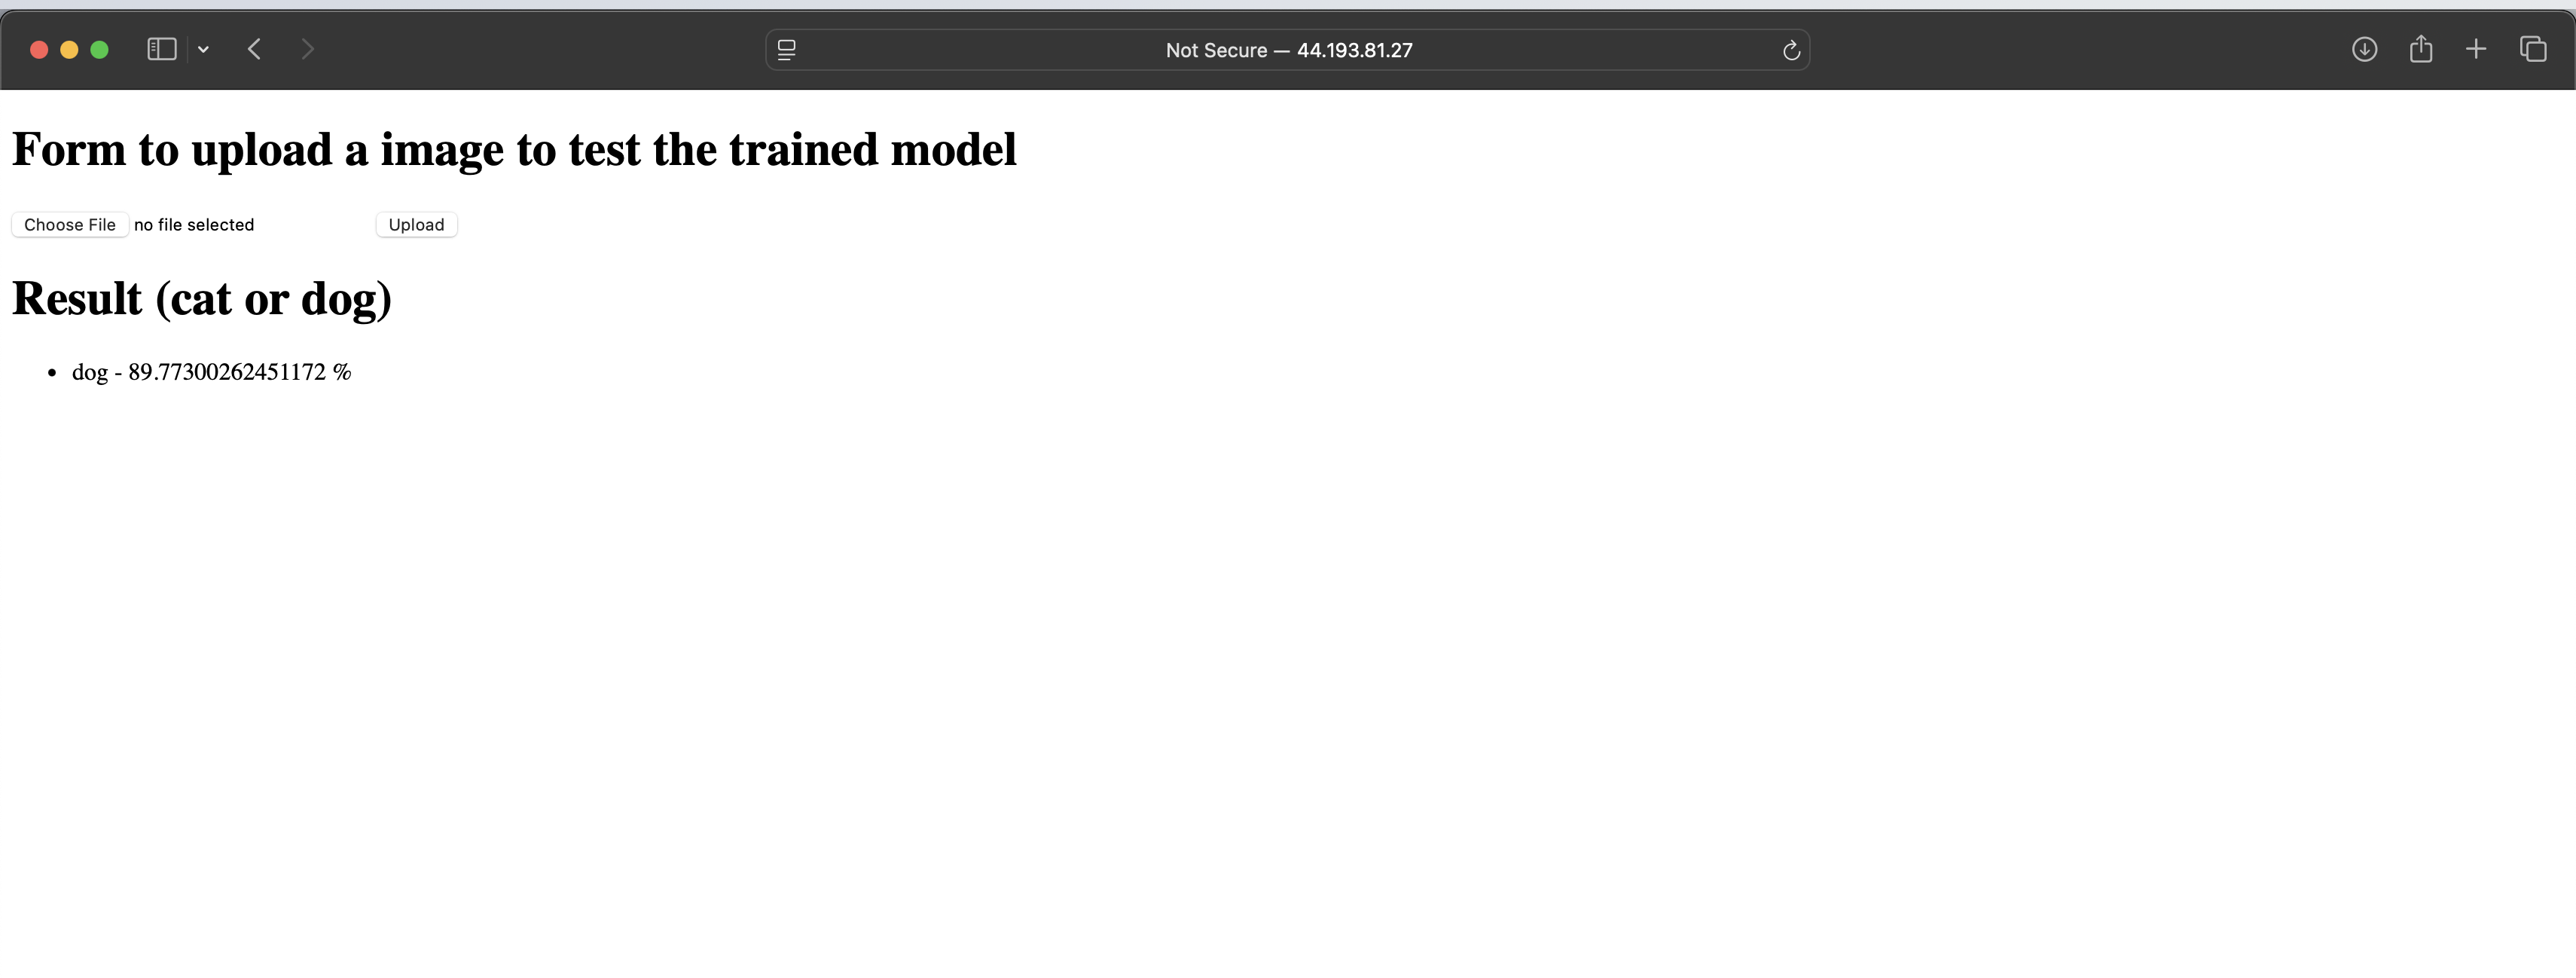 Not Secure — 44.193.81.27
Form to upload a image to test the trained model
Choose File no file selected Upload
Result (cat or dog)
• dog - 89.77300262451172 %